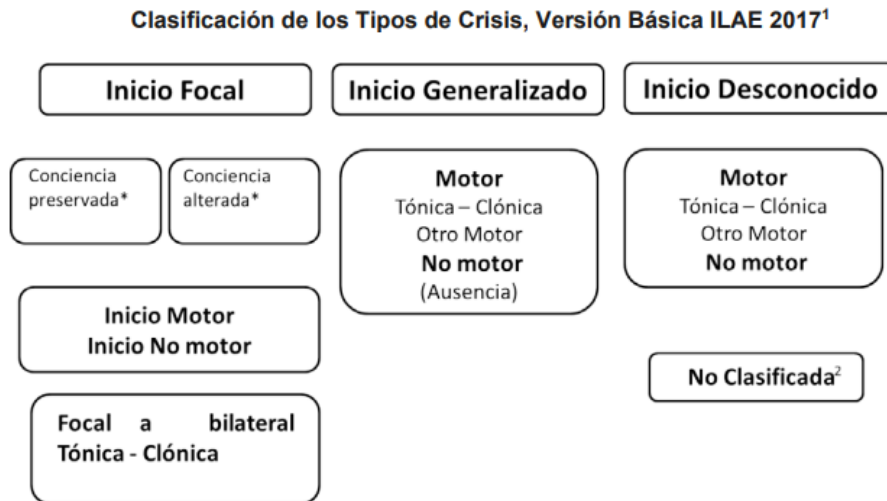 Clasificación de los Tipos de Crisis, Versión Básica ILAE 2017¹
Inicio Focal
Conciencia
preservada*
Conciencia
alterada*
Inicio Motor
Inicio No motor
Focal a bilateral
Tónica - Clónica
Inicio Generalizado
Motor
Tónica – Clónica
Otro Motor
No motor
(Ausencia)
Inicio Desconocido
Motor
Tónica – Clónica
Otro Motor
No motor
No Clasificada²